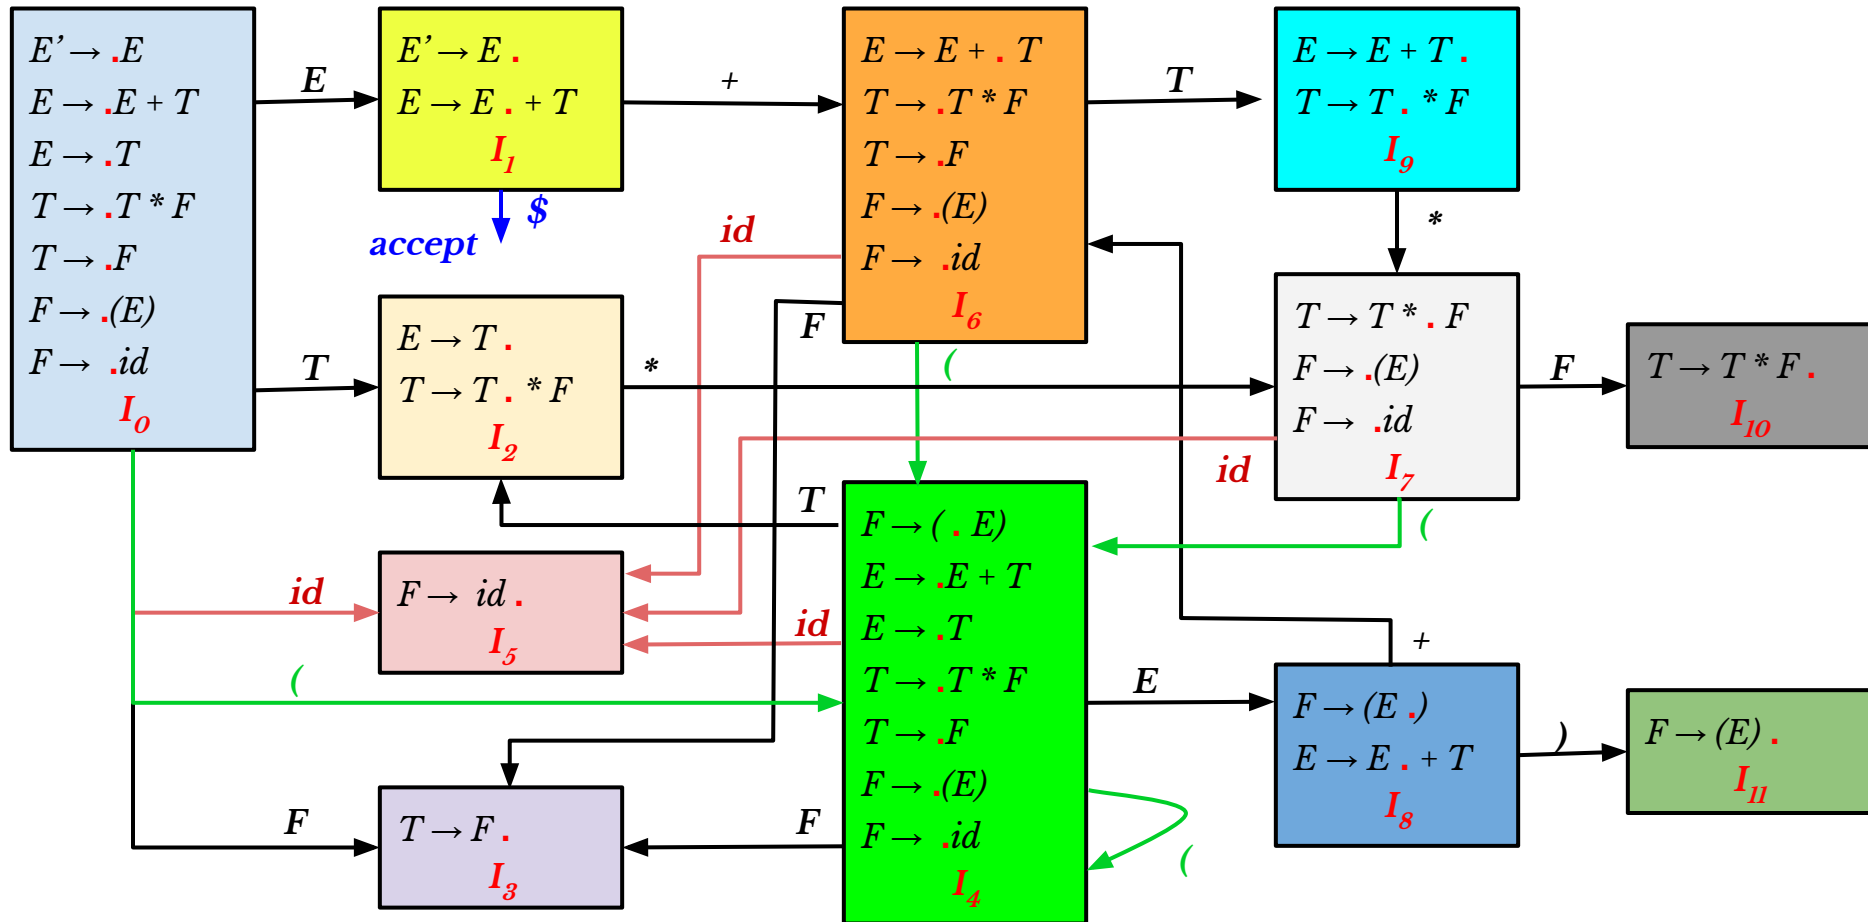 E’ → .E
E → .E + T
E → .T
T → .T * F
T → .F
F → .(E)
F → .id
I0
E
T
id
(
F
E’ → E .
E → E . + T
I1
$
accept
+
E → T .
T → T . * F
I2
*
F → id .
I5
T → F .
I3
E → E + . T
T → .T * F
T → .F
F → .(E)
F → .id
I6
id
F
(
T
F → ( . E)
E → .E + T
E → .T
T → .T * F
T → .F
F → .(E)
F → .id
I4
T
id
F
E
(
E → E + T .
T → T . * F
I9
*
T → T * . F
F → .(E)
F → .id
I7
id
(
F
T → T * F .
I10
F → (E .)
E → E . + T
I8
+
)
F → (E) .
I11